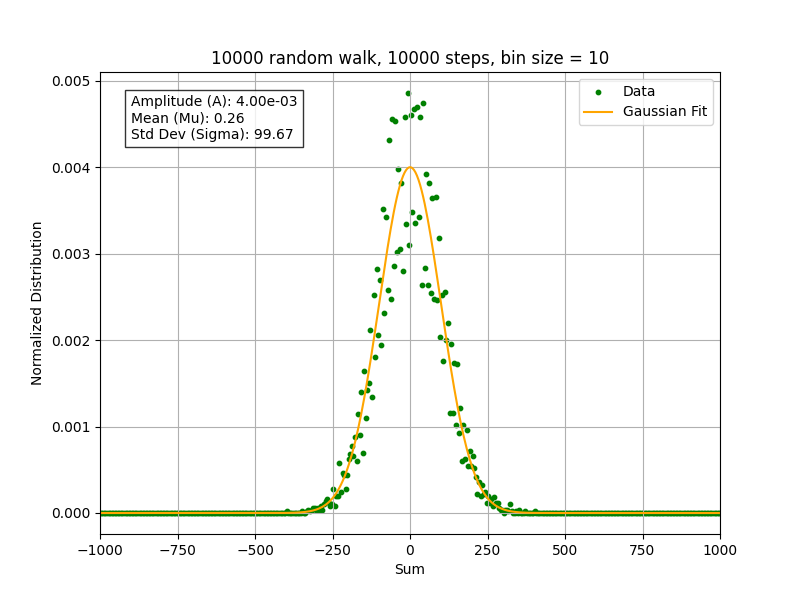 10000 random walk, 10000 steps, bin size = 10
0.005
0.004
0.003
0.002
0.001
0.000
Normalized Distribution
Amplitude (A): 4.00e-03
Mean (Mu): 0.26
Std Dev (Sigma): 99.67
Data
Gaussian Fit
−1000
−750
−500
−250
0
250
500
750
1000
Sum